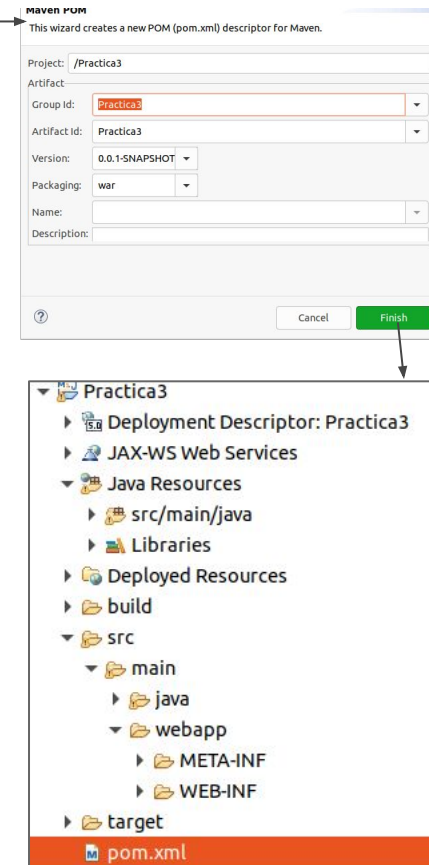 Maven POM
This wizard creates a new POM (pom.xml) descriptor for Maven.
Project: /Practica3
Artifact
Group Id: Practica3
Artifact Id: Practica3
Version: 0.0.1-SNAPSHOT
Packaging: war
Name:
Description:
Cancel Finish
Practica3
Deployment Descriptor: Practica3
JAX-WS Web Services
Java Resources
src/main/java
Libraries
Deployed Resources
build
src
main
java
webapp
META-INF
WEB-INF
target
pom.xml